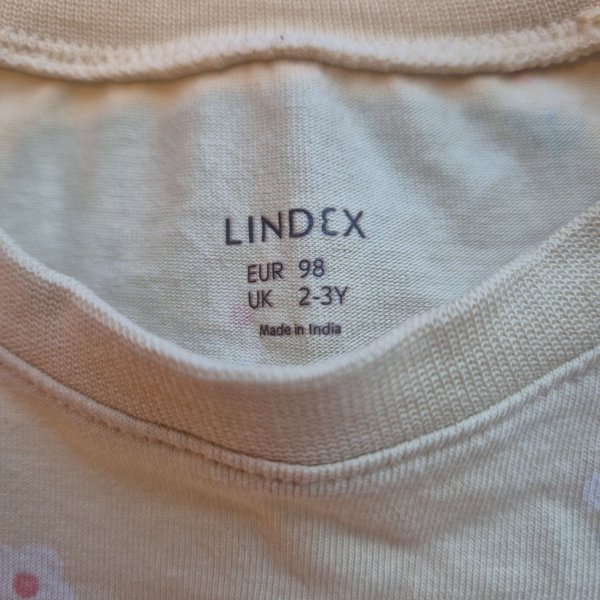 LINDEX
EUR 98
UK 2-3Y
Made in India